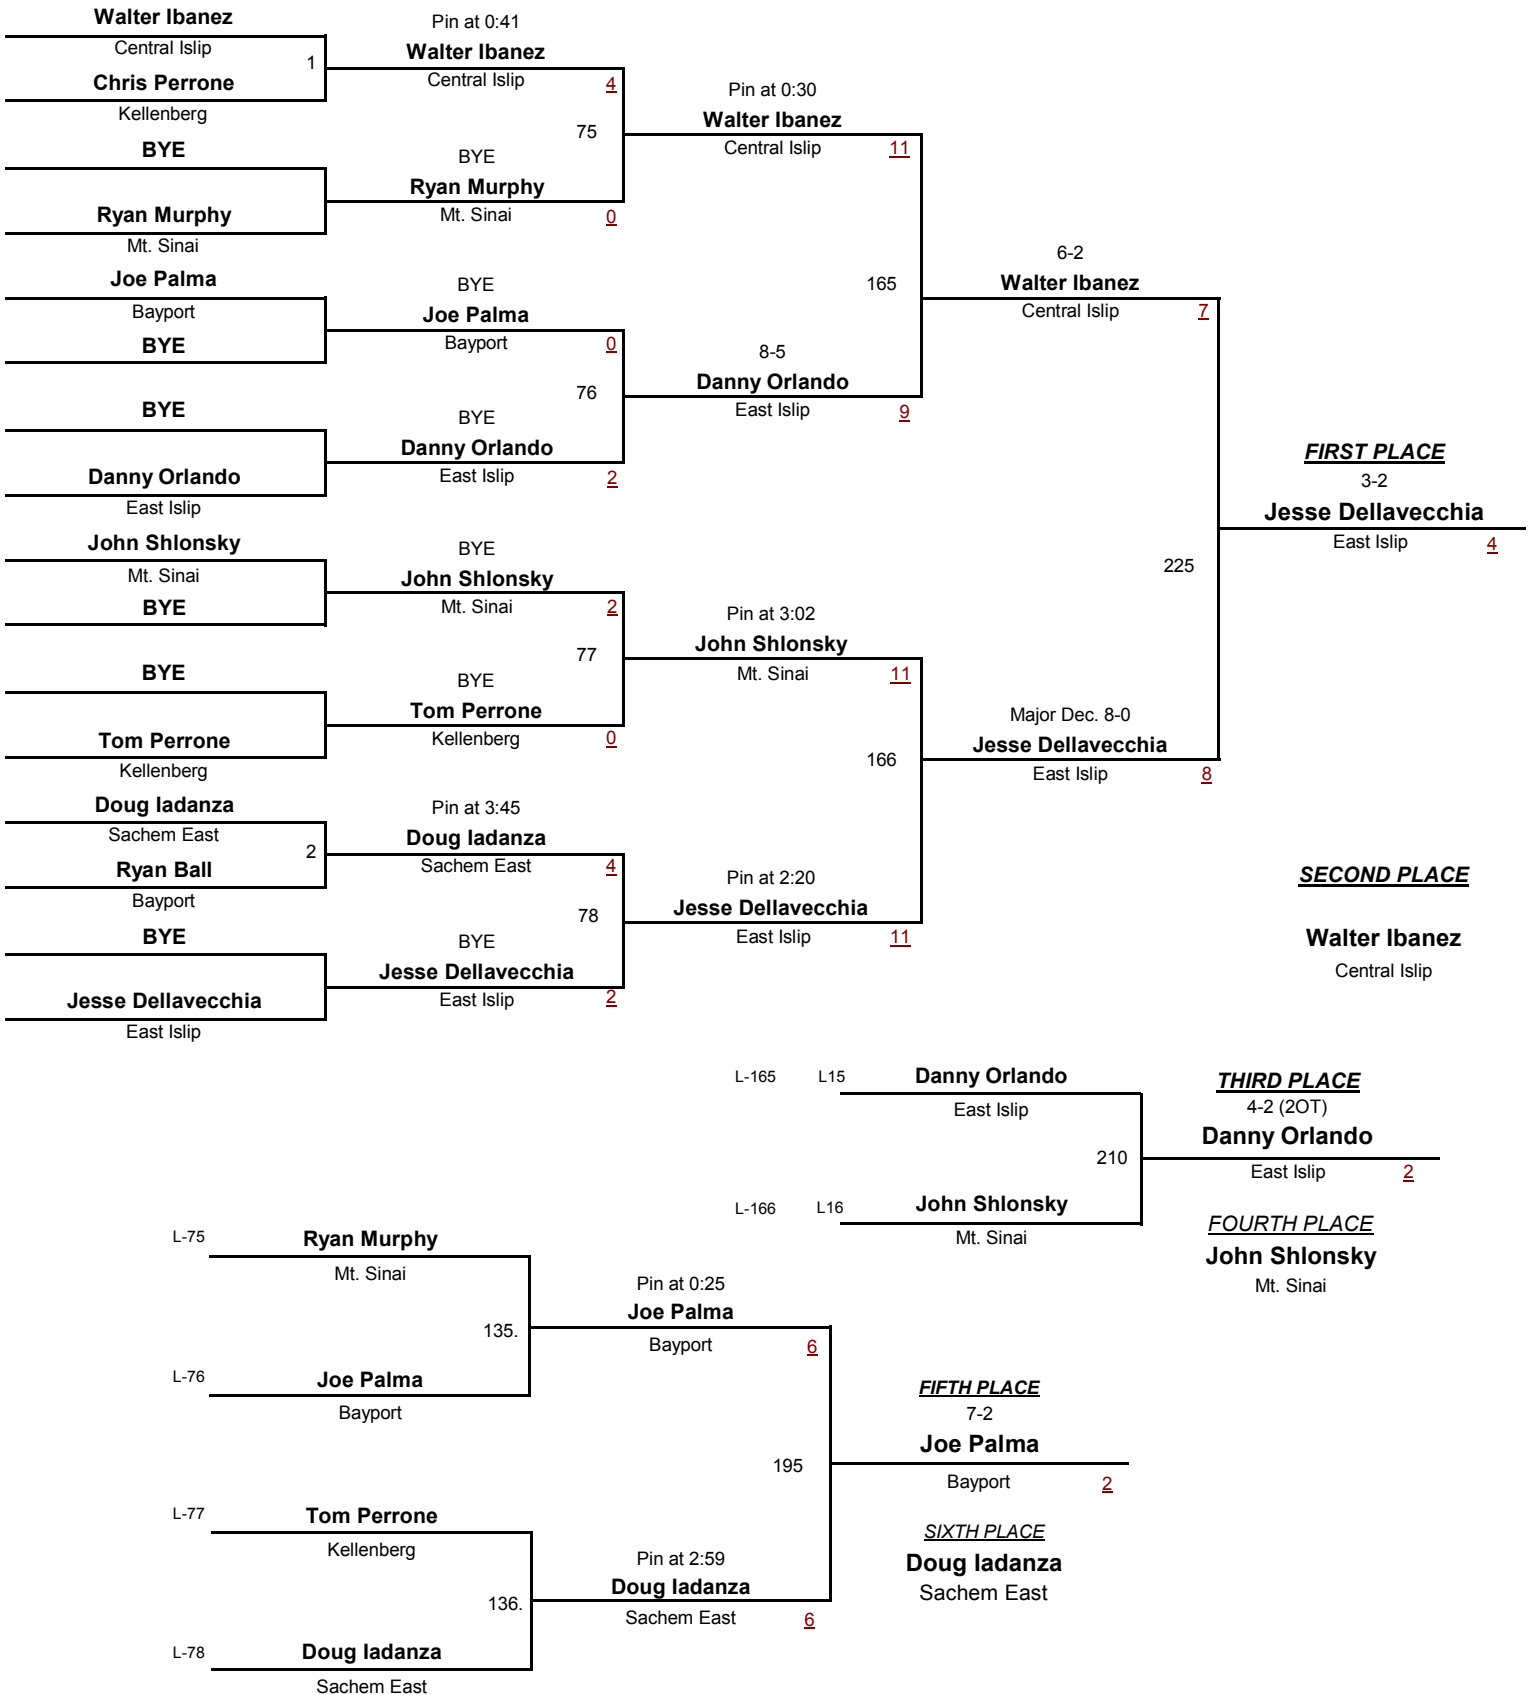 Walter Ibanez
Central Islip
1
Chris Perrone
Kellenberg
BYE
Ryan Murphy
Mt. Sinai
Joe Palma
Bayport
BYE
BYE
Danny Orlando
East Islip
John Shlonsky
Mt. Sinai
BYE
BYE
Tom Perrone
Kellenberg
Doug Iadanza
Sachem East
2
Ryan Ball
Bayport
BYE
Jesse Dellavecchia
East Islip
Pin at 0:41
Walter Ibanez
Central Islip
4
75
BYE
Ryan Murphy
Mt. Sinai
0
BYE
Joe Palma
Bayport
0
76
BYE
Danny Orlando
East Islip
2
BYE
John Shlonsky
Mt. Sinai
2
77
BYE
Tom Perrone
Kellenberg
0
Pin at 3:45
Doug Iadanza
Sachem East
4
78
BYE
Jesse Dellavecchia
East Islip
2
Pin at 0:30
Walter Ibanez
Central Islip
11
165
8-5
Danny Orlando
East Islip
9
Pin at 3:02
John Shlonsky
Mt. Sinai
11
166
Pin at 2:20
Jesse Dellavecchia
East Islip
11
6-2
Walter Ibanez
Central Islip
7
225
Major Dec. 8-0
Jesse Dellavecchia
East Islip
8
FIRST PLACE
3-2
Jesse Dellavecchia
East Islip
4
SECOND PLACE
Walter Ibanez
Central Islip
L-165
L15
Danny Orlando
East Islip
210
L-166
L16
John Shlonsky
Mt. Sinai
THIRD PLACE
4-2 (2OT)
Danny Orlando
East Islip
2
FOURTH PLACE
John Shlonsky
Mt. Sinai
L-75
Ryan Murphy
Mt. Sinai
135.
L-76
Joe Palma
Bayport
L-77
Tom Perrone
Kellenberg
136.
L-78
Doug Iadanza
Sachem East
Pin at 0:25
Joe Palma
Bayport
6
195
Pin at 2:59
Doug Iadanza
Sachem East
6
FIFTH PLACE
7-2
Joe Palma
Bayport
2
SIXTH PLACE
Doug Iadanza
Sachem East